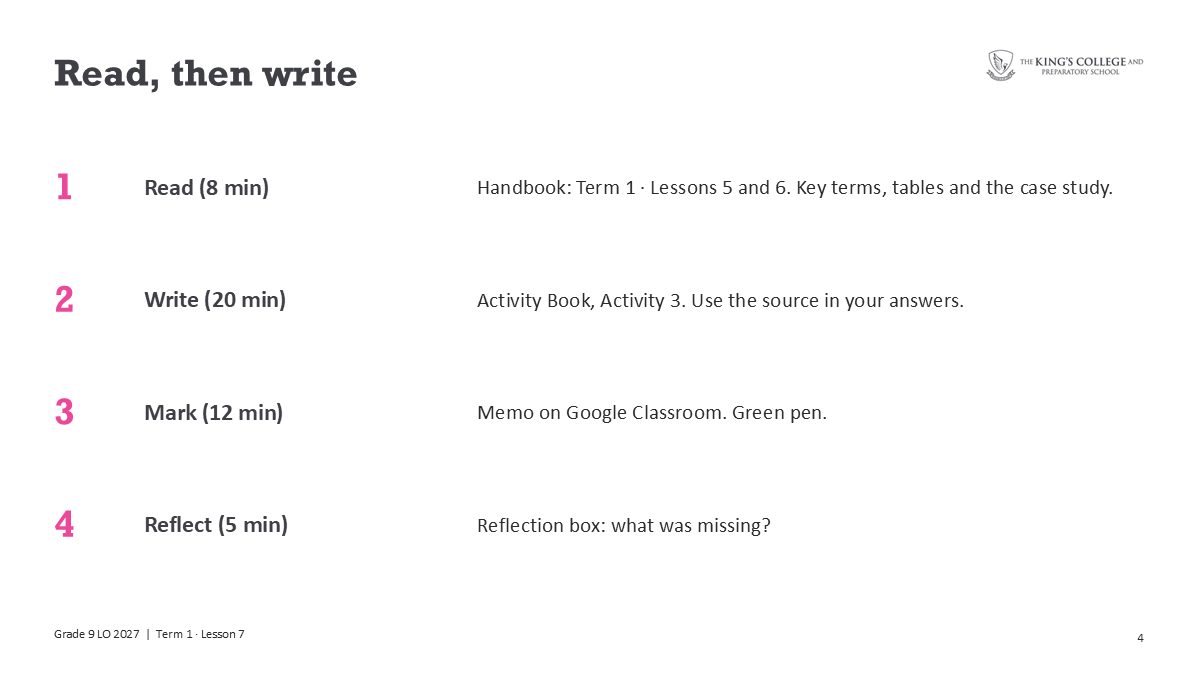 Read, then write
THE KING'S COLLEGE AND
PREPARATORY SCHOOL
1 Read (8 min) Handbook: Term 1 · Lessons 5 and 6. Key terms, tables and the case study.
2 Write (20 min) Activity Book, Activity 3. Use the source in your answers.
3 Mark (12 min) Memo on Google Classroom. Green pen.
4 Reflect (5 min) Reflection box: what was missing?
Grade 9 LO 2027 | Term 1 · Lesson 7
4